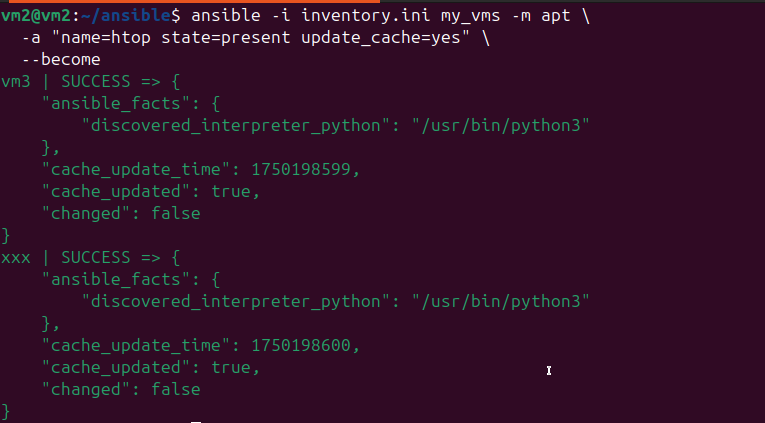 vm2@vm2:~/ansible$ ansible -i inventory.ini my_vms -m apt \
  -a "name=htop state=present update_cache=yes" \
  --become
vm3 | SUCCESS => {
    "ansible_facts": {
        "discovered_interpreter_python": "/usr/bin/python3"
    },
    "cache_update_time": 1750198599,
    "cache_updated": true,
    "changed": false
}
xxx | SUCCESS => {
    "ansible_facts": {
        "discovered_interpreter_python": "/usr/bin/python3"
    },
    "cache_update_time": 1750198600,
    "cache_updated": true,
    "changed": false
}